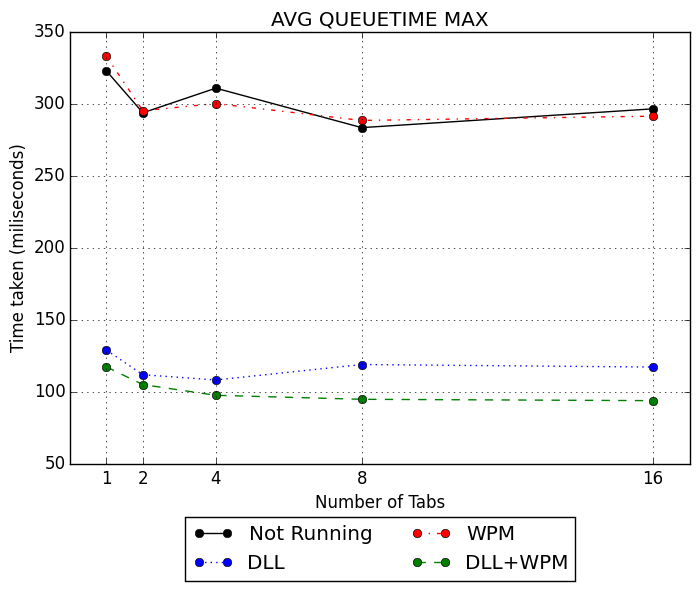 AVG QUEUETIME MAX
350
300
250
200
150
100
50
Time taken (miliseconds)
1 2 4 8 16
Number of Tabs
Not Running WPM
DLL DLL+WPM